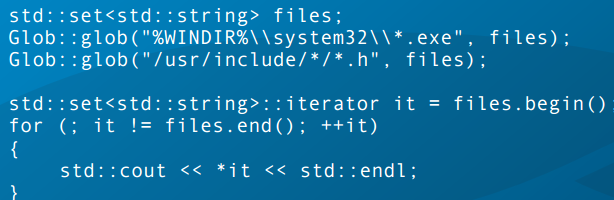 std::set<std::string> files;
Glob::glob("%WINDIR%\\system32\\*.exe", files);
Glob::glob("/usr/include/*/*.h", files);
std::set<std::string>::iterator it = files.begin();
for (; it != files.end(); ++it)
{
std::cout << *it << std::endl;
}